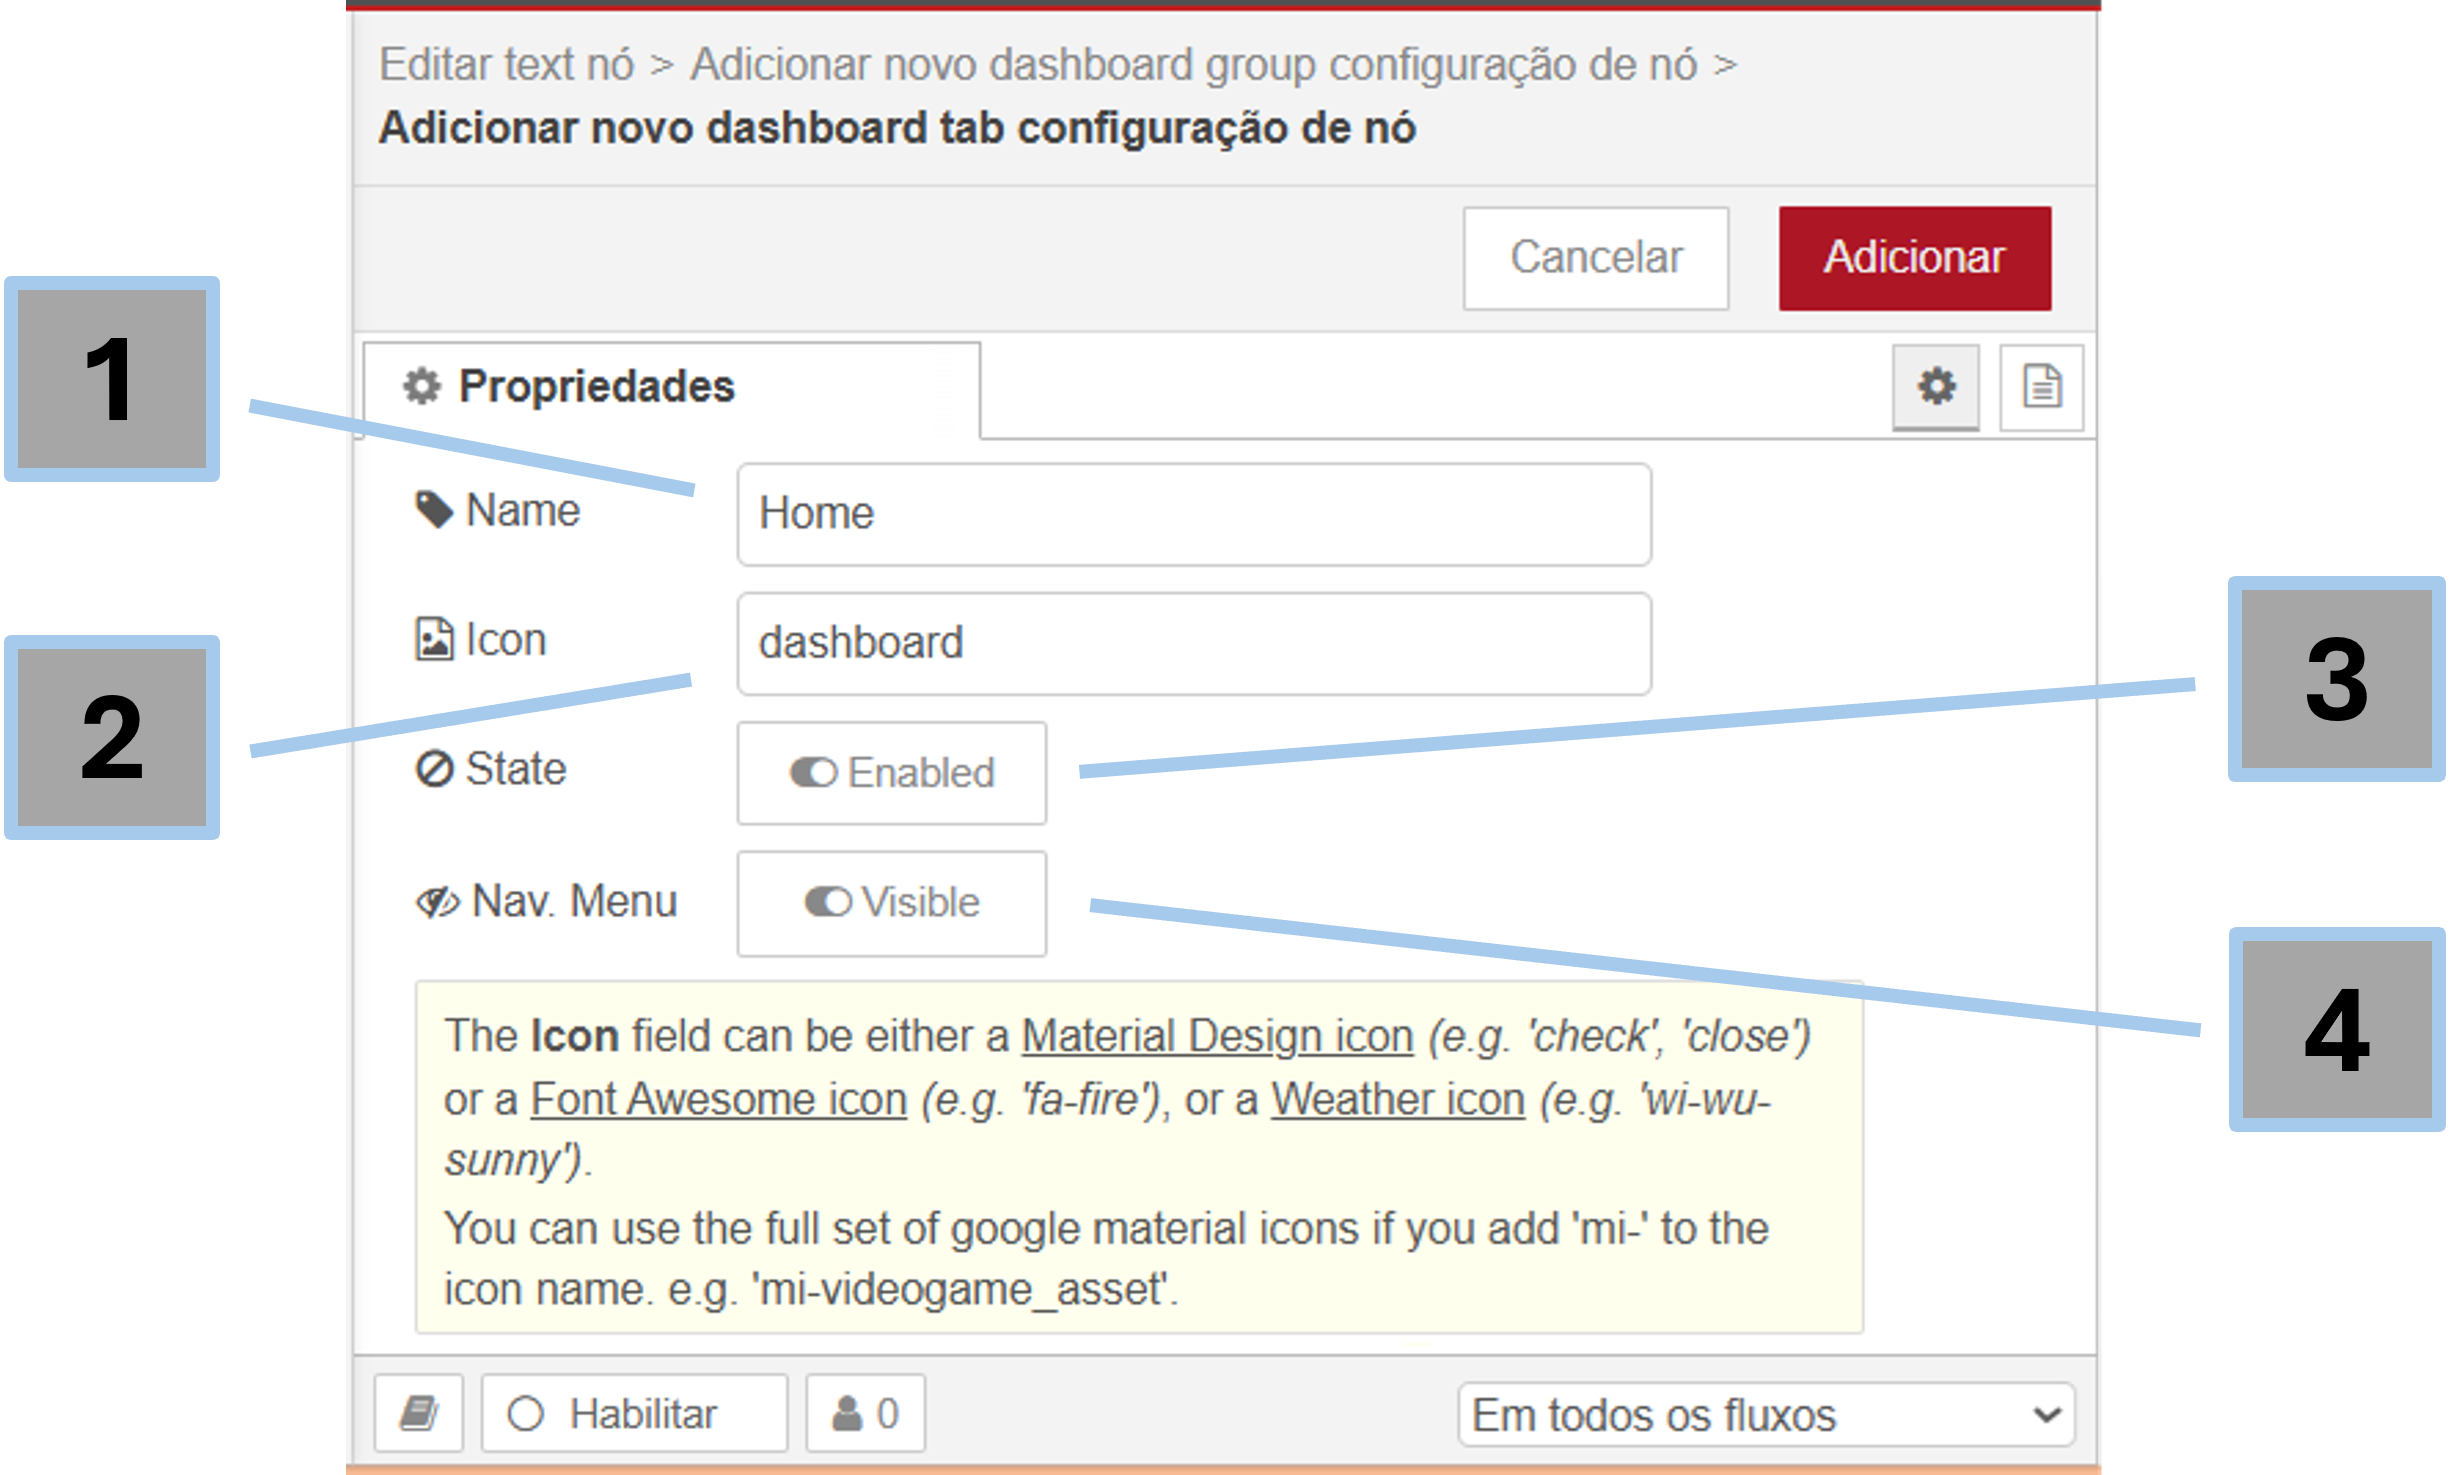 Editar text nó > Adicionar novo dashboard group configuração de nó >
Adicionar novo dashboard tab configuração de nó
Cancelar
Adicionar
1
Propriedades
Name
Home
Icon
dashboard
2
3
State
Enabled
Nav. Menu
Visible
4
The Icon field can be either a Material Design icon (e.g. 'check', 'close')
or a Font Awesome icon (e.g. 'fa-fire'), or a Weather icon (e.g. 'wi-wu-
sunny').
You can use the full set of google material icons if you add 'mi-' to the
icon name. e.g. 'mi-videogame_asset'.
Habilitar
0
Em todos os fluxos